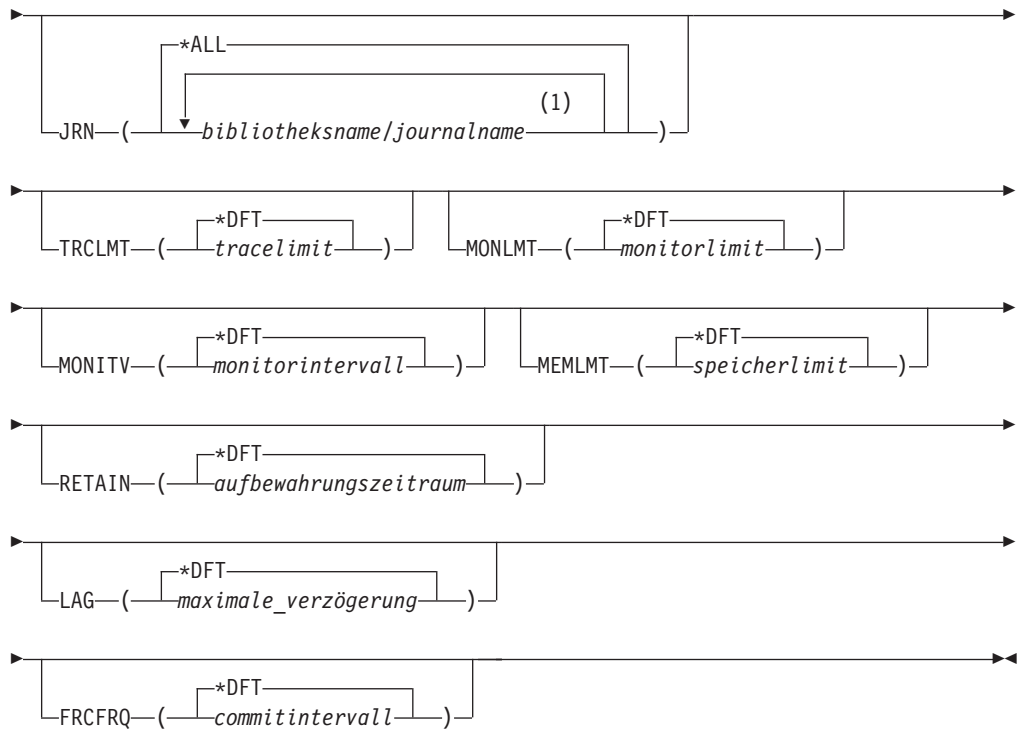 *ALL
(1)
JRN ( bibliotheksname/journalname )
*DFT *DFT
TRCLMT ( tracelimit ) MONLMT ( monitorlimit )
*DFT *DFT
MONITV ( monitorintervall ) MEMLMT ( speicherlimit )
*DFT
RETAIN ( aufbewahrungszeitraum )
*DFT
LAG ( maximale_verzögerung )
*DFT
FRCFRQ ( commitintervall )